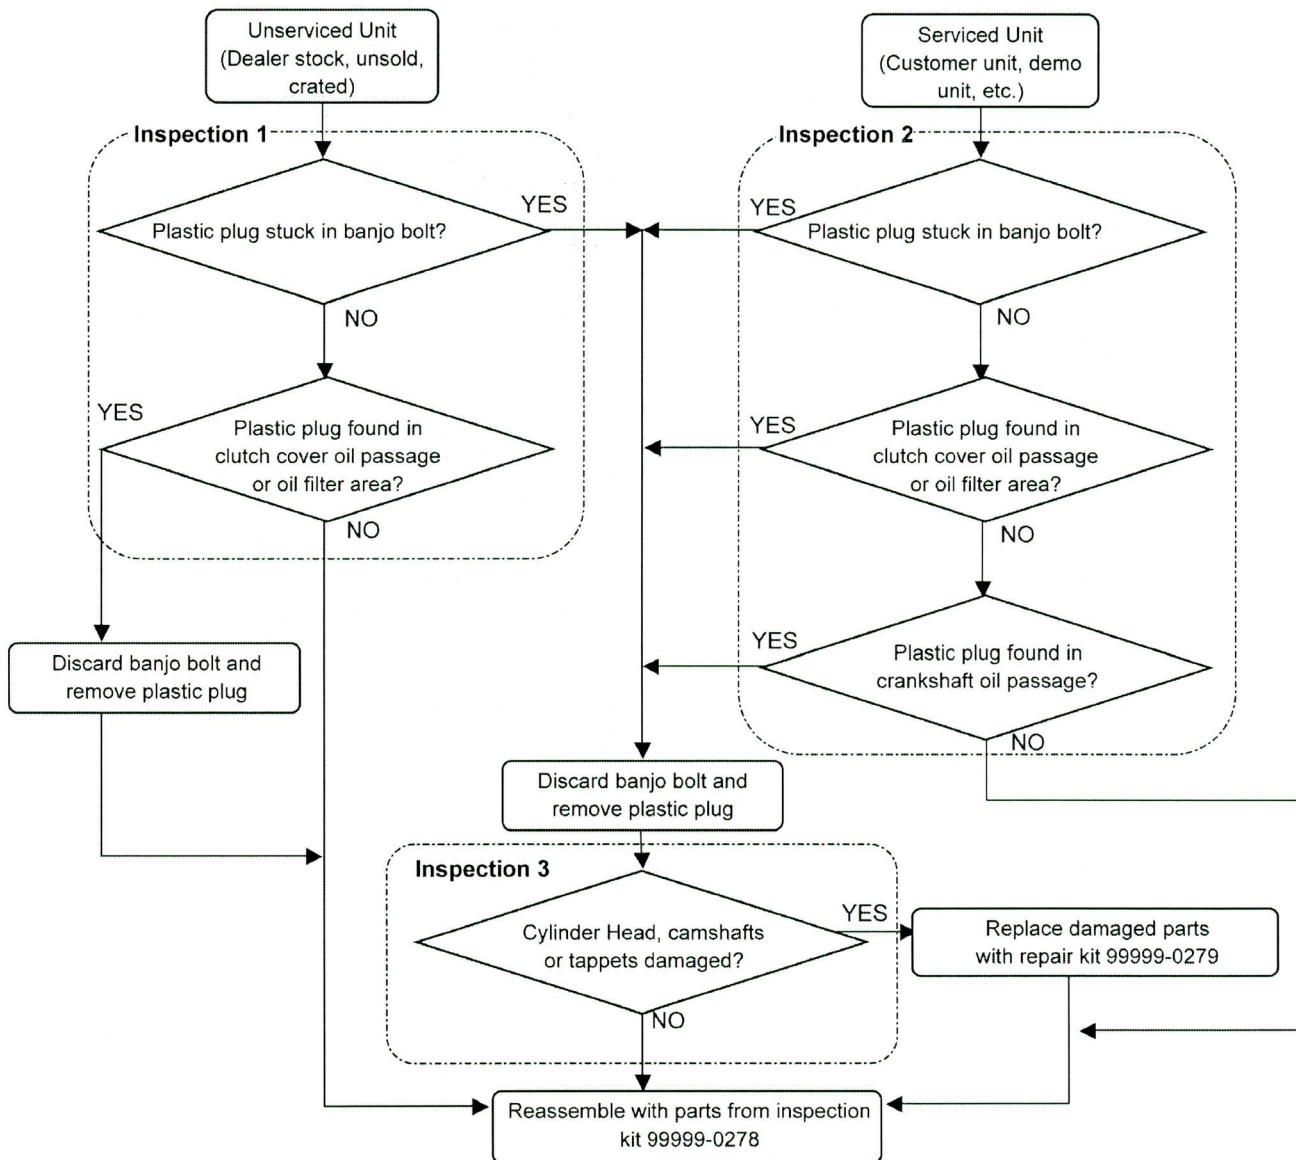 Unserviced Unit
(Dealer stock, unsold,
crated)
Serviced Unit
(Customer unit, demo
unit, etc.)
Inspection 1
Inspection 2
Plastic plug stuck in banjo bolt?
YES
NO
YES
Plastic plug stuck in banjo bolt?
NO
YES
Plastic plug found in
clutch cover oil passage
or oil filter area?
NO
YES
Plastic plug found in
clutch cover oil passage
or oil filter area?
NO
Discard banjo bolt and
remove plastic plug
YES
Plastic plug found in
crankshaft oil passage?
NO
Discard banjo bolt and
remove plastic plug
Inspection 3
Cylinder Head, camshafts
or tappets damaged?
YES
NO
Replace damaged parts
with repair kit 99999-0279
Reassemble with parts from inspection
kit 99999-0278